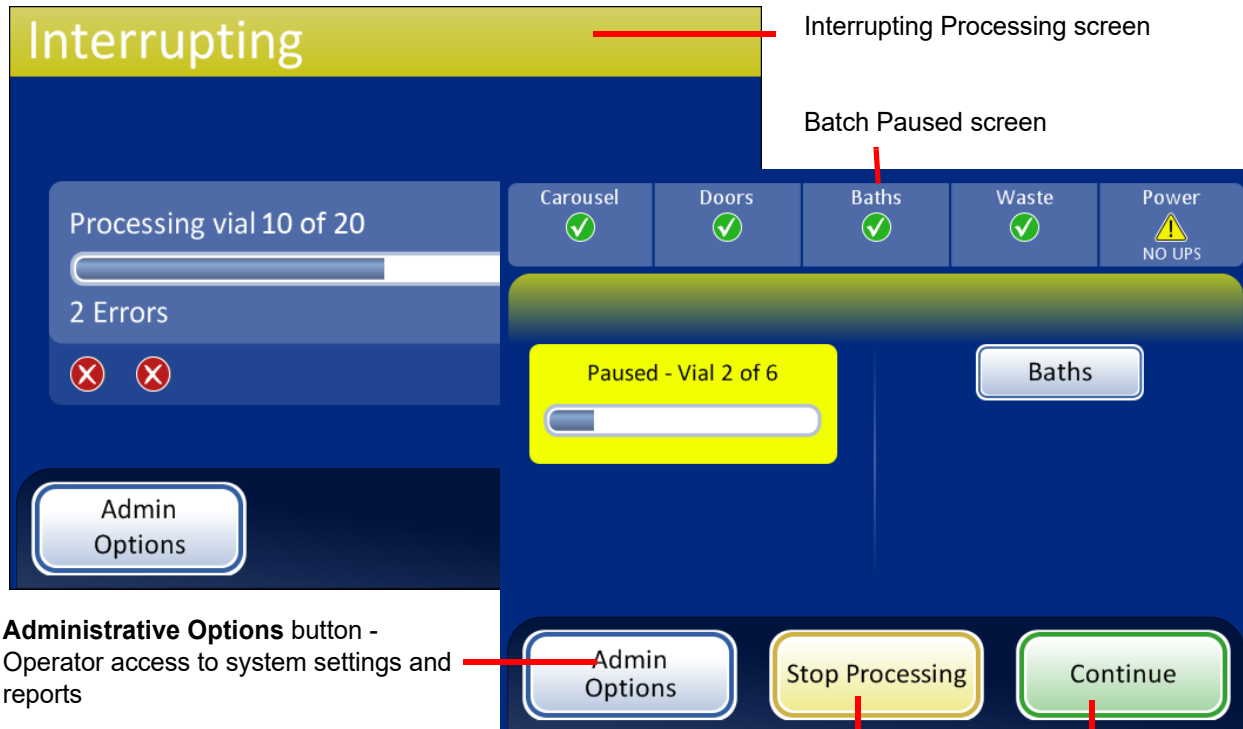 Interrupting
Interrupting Processing screen
Batch Paused screen
Processing vial 10 of 20
2 Errors
Admin
Options
Carousel
Doors
Baths
Waste
Power
NO UPS
Paused - Vial 2 of 6
Baths
Administrative Options button -
Operator access to system settings and
reports
Admin
Options
Stop Processing
Continue